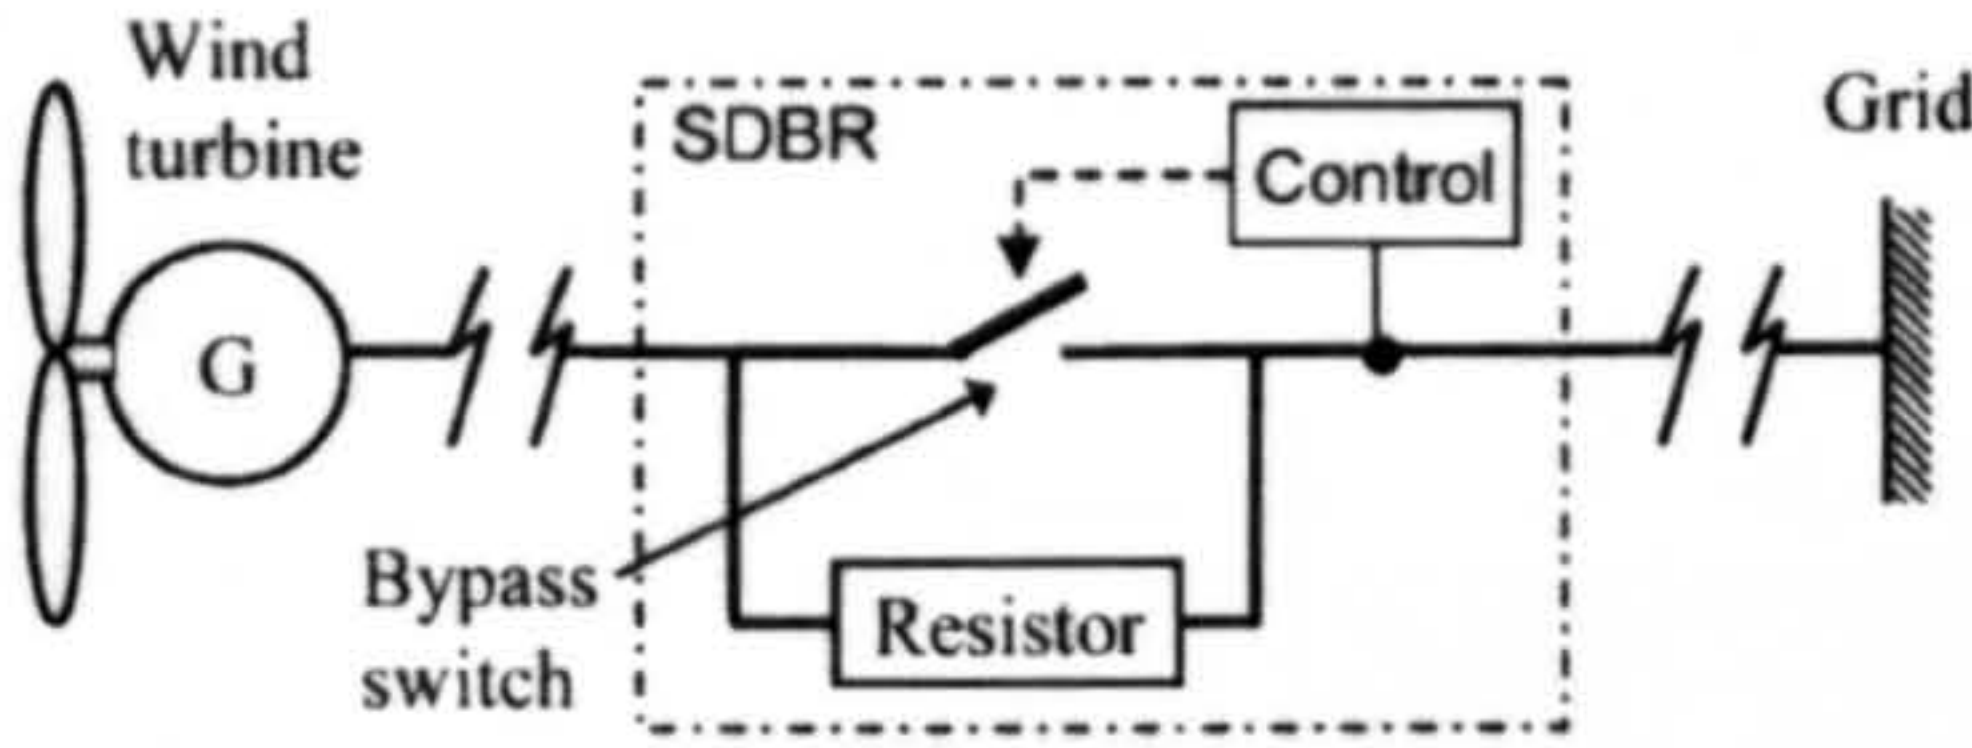 Wind
turbine
G
SDBR
Control
Grid
Bypass
switch
Resistor